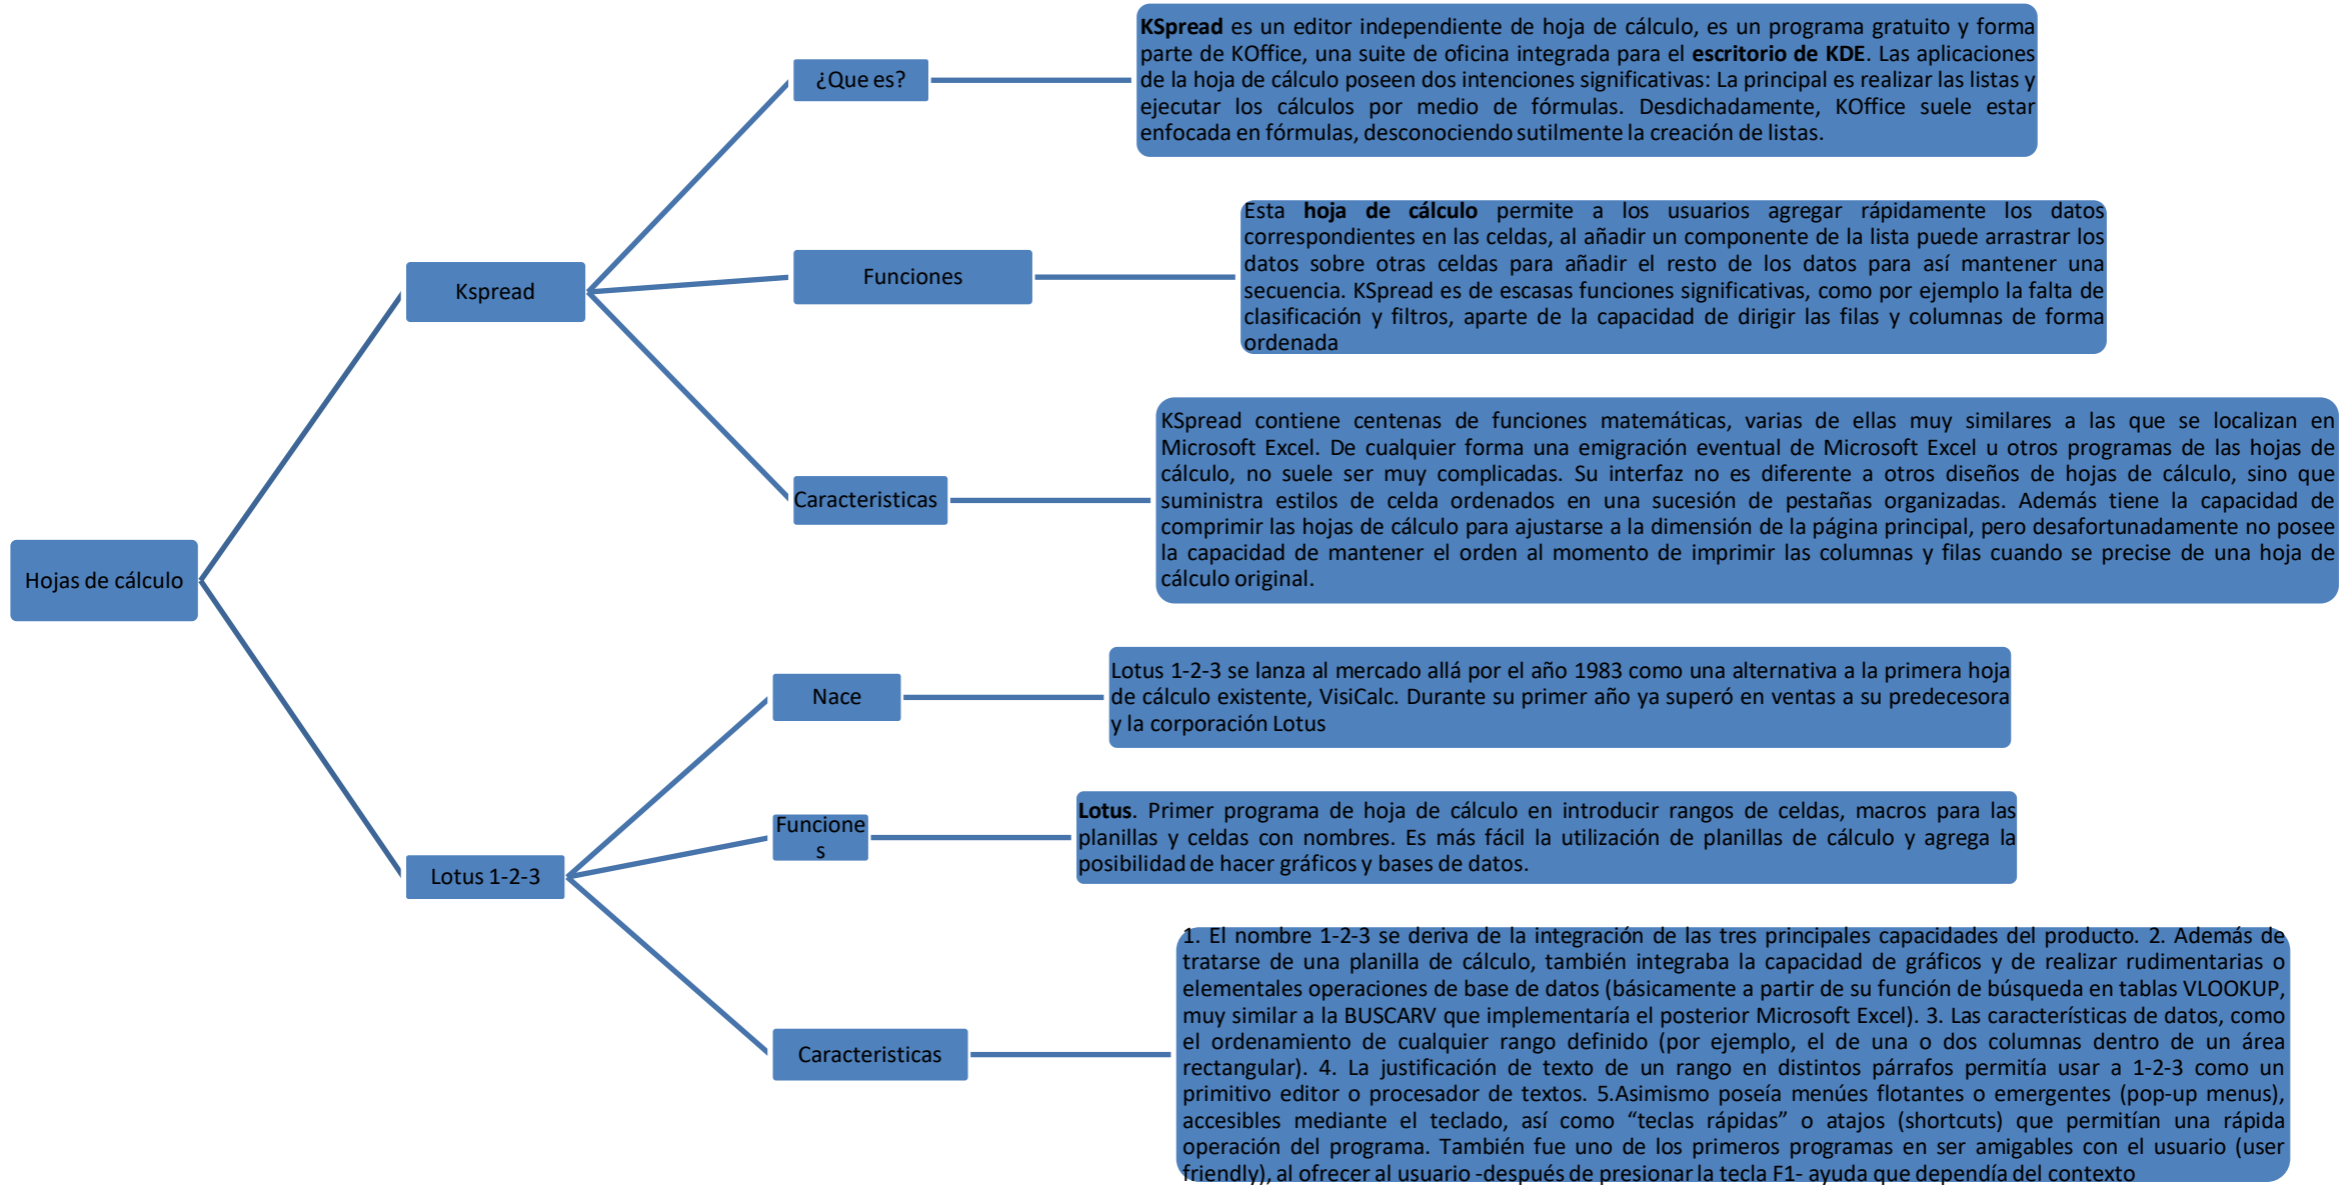 Hojas de cálculo
Kspread
¿Que es?
KSpread es un editor independiente de hoja de cálculo, es un programa gratuito y forma
parte de KOffice, una suite de oficina integrada para el escritorio de KDE. Las aplicaciones
de la hoja de cálculo poseen dos intenciones significativas: La principal es realizar las listas y
ejecutar los cálculos por medio de fórmulas. Desdichadamente, KOffice suele estar
enfocada en fórmulas, desconociendo sutilmente la creación de listas.
Funciones
Esta hoja de cálculo permite a los usuarios agregar rápidamente los datos
correspondientes en las celdas, al añadir un componente de la lista puede arrastrar los
datos sobre otras celdas para añadir el resto de los datos para así mantener una
secuencia. KSpread es de escasas funciones significativas, como por ejemplo la falta de
clasificación y filtros, aparte de la capacidad de dirigir las filas y columnas de forma
ordenada
Caracteristicas
KSpread contiene centenas de funciones matemáticas, varias de ellas muy similares a las que se localizan en
Microsoft Excel. De cualquier forma una emigración eventual de Microsoft Excel u otros programas de las hojas de
cálculo, no suele ser muy complicadas. Su interfaz no es diferente a otros diseños de hojas de cálculo, sino que
suministra estilos de celda ordenados en una sucesión de pestañas organizadas. Además tiene la capacidad de
comprimir las hojas de cálculo para ajustarse a la dimensión de la página principal, pero desafortunadamente no posee
la capacidad de mantener el orden al momento de imprimir las columnas y filas cuando se precise de una hoja de
cálculo original.
Lotus 1-2-3
Nace
Lotus 1-2-3 se lanza al mercado allá por el año 1983 como una alternativa a la primera hoja
de cálculo existente, VisiCalc. Durante su primer año ya superó en ventas a su predecesora
y la corporación Lotus
Funcione
s
Lotus. Primer programa de hoja de cálculo en introducir rangos de celdas, macros para las
planillas y celdas con nombres. Es más fácil la utilización de planillas de cálculo y agrega la
posibilidad de hacer gráficos y bases de datos.
Caracteristicas
1. El nombre 1-2-3 se deriva de la integración de las tres principales capacidades del producto. 2. Además de
tratarse de una planilla de cálculo, también integraba la capacidad de gráficos y de realizar rudimentarias o
elementales operaciones de base de datos (básicamente a partir de su función de búsqueda en tablas VLOOKUP,
muy similar a la BUSCARV que implementaría el posterior Microsoft Excel). 3. Las características de datos, como
el ordenamiento de cualquier rango definido (por ejemplo, el de una o dos columnas dentro de un área
rectangular). 4. La justificación de texto de un rango en distintos párrafos permitía usar a 1-2-3 como un
primitivo editor o procesador de textos. 5.Asimismo poseía menúes flotantes o emergentes (pop-up menus),
accesibles mediante el teclado, así como “teclas rápidas” o atajos (shortcuts) que permitían una rápida
operación del programa. También fue uno de los primeros programas en ser amigables con el usuario (user
friendly), al ofrecer al usuario -después de presionar la tecla F1- ayuda que dependía del contexto